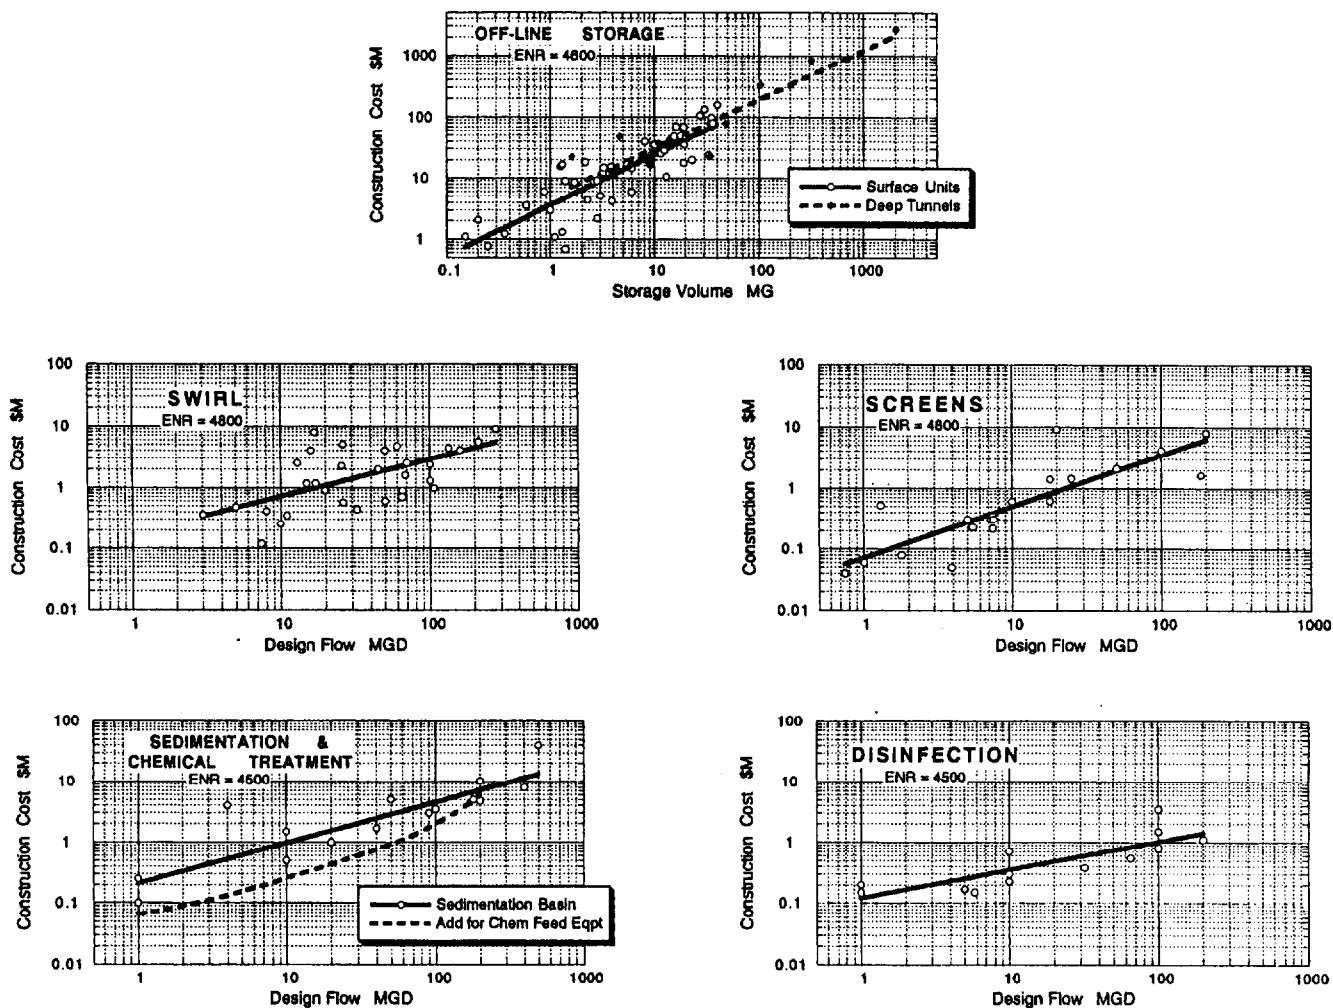 OFF-LINE STORAGE
ENR = 4800
Construction Cost $M
1000
100
10
1
0.1 1 10 100 1000
Storage Volume MG
Surface Units
Deep Tunnels
SWIRL
ENR = 4800
Construction Cost $M
100
10
1
0.1
0.01
1 10 100 1000
Design Flow MGD
SCREENS
ENR = 4800
Construction Cost $M
100
10
1
0.1
0.01
1 10 100 1000
Design Flow MGD
SEDIMENTATION &
CHEMICAL TREATMENT
ENR = 4500
Construction Cost $M
100
10
1
0.1
0.01
1 10 100 1000
Design Flow MGD
Sedimentation Basin
Add for Chem Feed Eqpt
DISINFECTION
ENR = 4500
Construction Cost $M
100
10
1
0.1
0.01
1 10 100 1000
Design Flow MGD